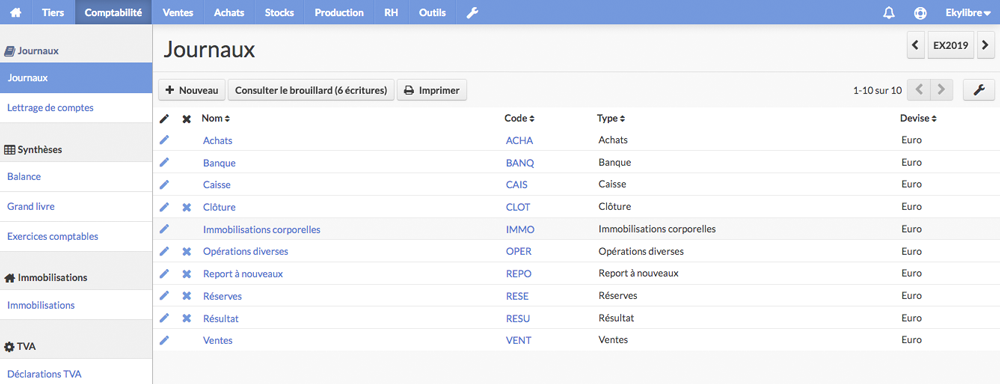 Tiers Comptabilité Ventes Achats Stocks Production RH Outils Ekylibre
Journaux
Journaux
Lettrage de comptes
Synthèses
Balance
Grand livre
Exercices comptables
Immobilisations
Immobilisations
TVA
Déclarations TVA
Journaux
EX2019
Nouveau Consulter le brouillard (6 écritures) Imprimer 1-10 sur 10
Nom Code Type Devise
Achats ACHA Achats Euro
Banque BANQ Banque Euro
Caisse CAIS Caisse Euro
Clôture CLOT Clôture Euro
Immobilisations corporelles IMMO Immobilisations corporelles Euro
Opérations diverses OPER Opérations diverses Euro
Report à nouveaux REPO Report à nouveaux Euro
Réserves RESE Réserves Euro
Résultat RESU Résultat Euro
Ventes VENT Ventes Euro